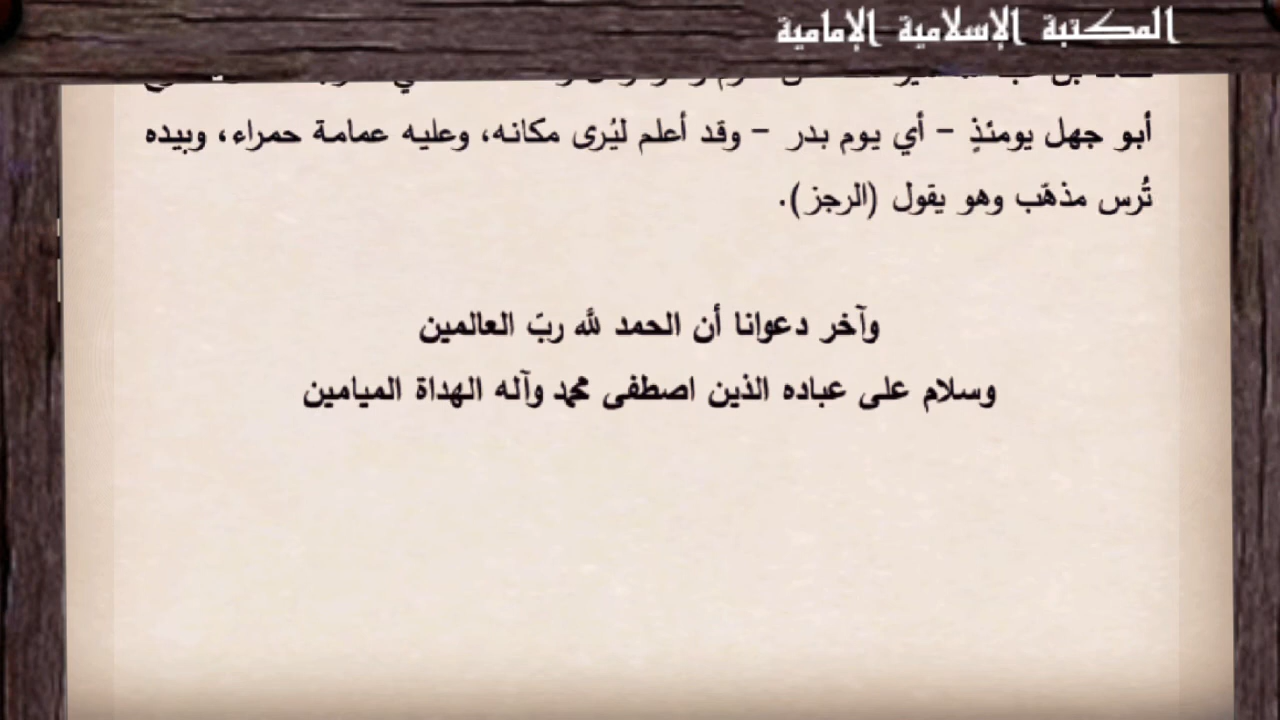 المكتبة الإسلامية الإمامية
أبو جهل يومئذٍ – أي يوم بدر – وقد أعلم ليُرى مكانه، وعليه عمامة حمراء، وبيده
تُرس مذهّب وهو يقول (الرجز).
وآخر دعوانا أن الحمد لله ربّ العالمين
وسلام على عباده الذين اصطفى محمد وآله الهداة الميامين